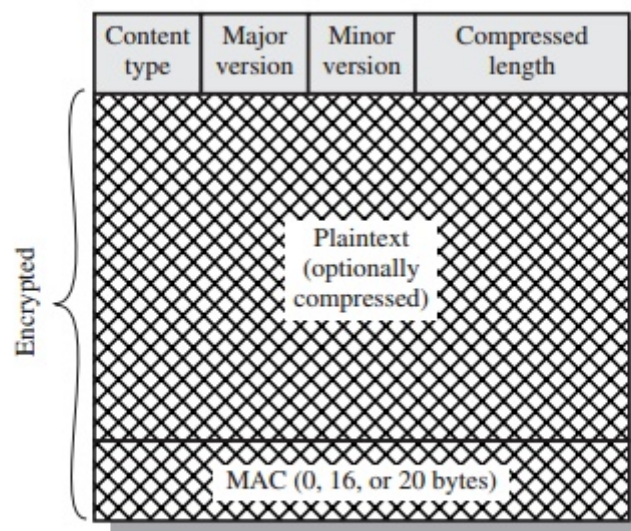 Content
type
Major
version
Minor
version
Compressed
length
Encrypted
Plaintext
(optionally
compressed)
MAC (0, 16, or 20 bytes)